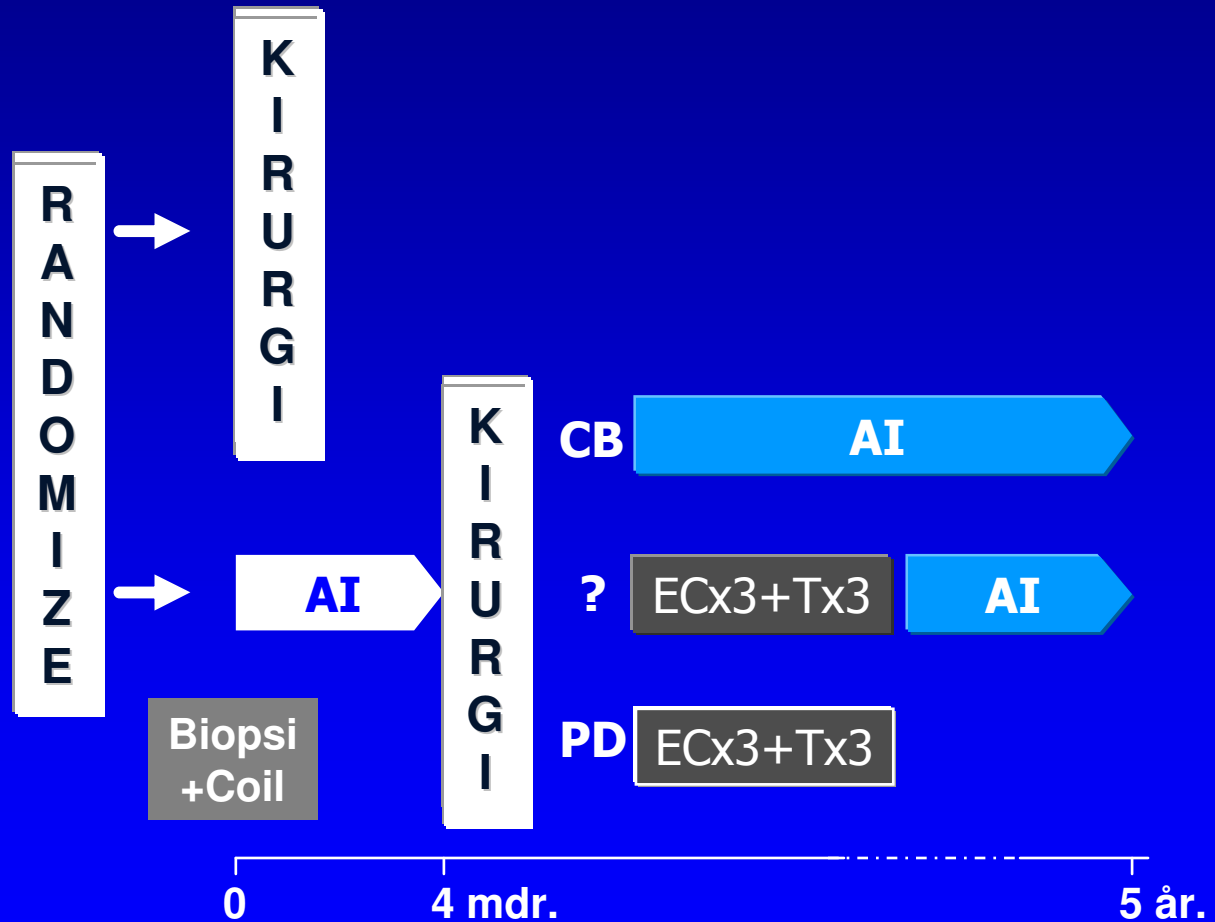 RANDOMIZE
KIRURGI
AI
Biopsi
+Coil
KIRURGI
CB
AI
?
ECx3+Tx3
AI
PD
ECx3+Tx3
0
4 mdr.
5 år.